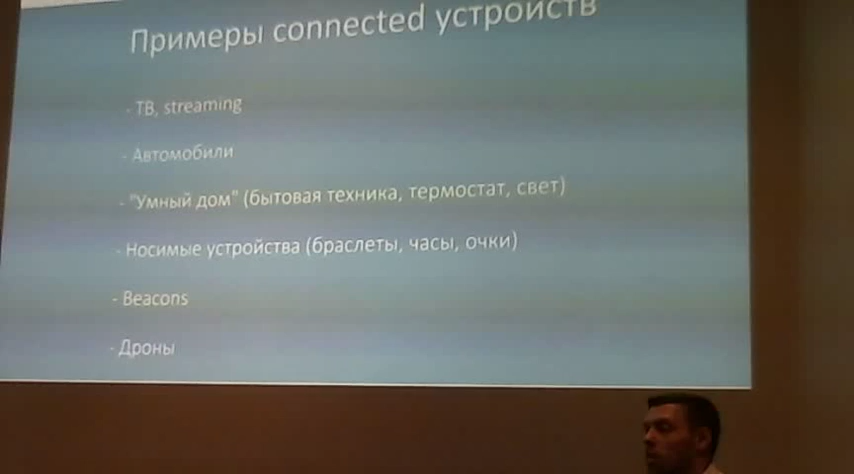 Примеры connected устройств
- ТВ, streaming
- Автомобили
- "Умный дом" (бытовая техника, термостат, свет)
- Носимые устройства (браслеты, часы, очки)
- Beacons
- Дроны